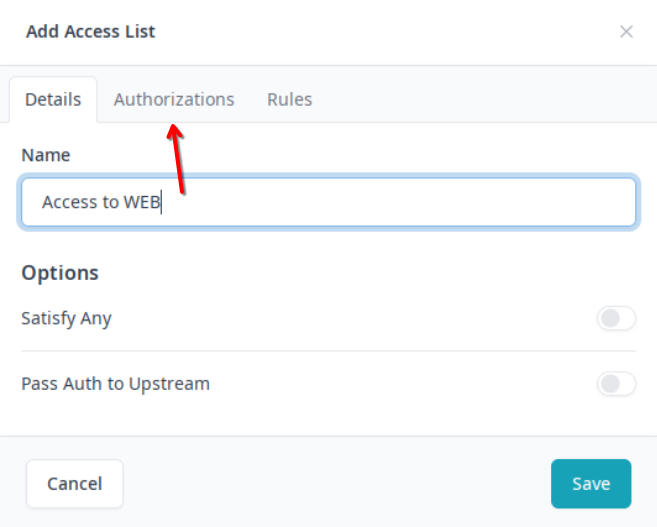 Add Access List
Details Authorizations Rules
Name
Access to WEB
Options
Satisfy Any
Pass Auth to Upstream
Cancel Save